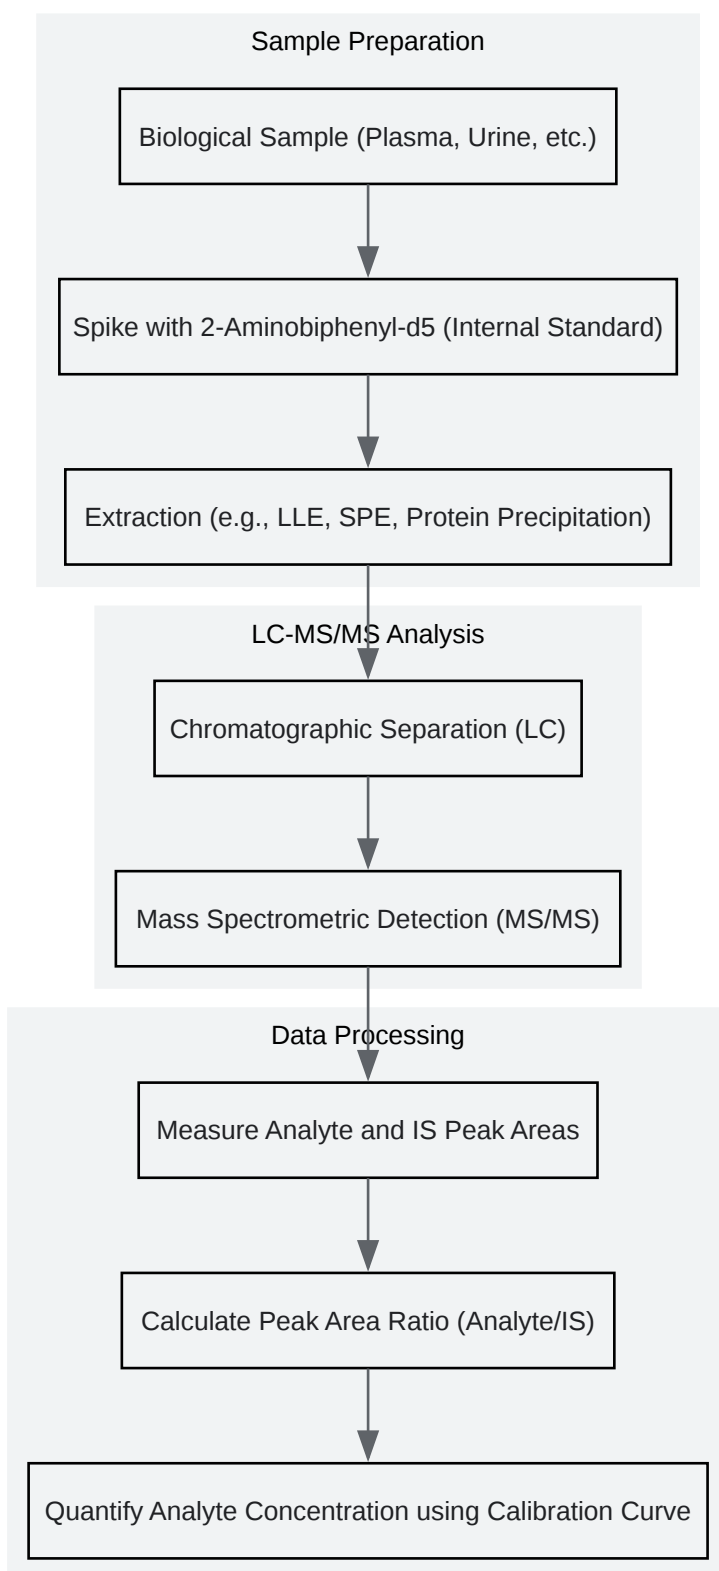 Sample Preparation
Biological Sample (Plasma, Urine, etc.)
Spike with 2-Aminobiphenyl-d5 (Internal Standard)
Extraction (e.g., LLE, SPE, Protein Precipitation)
LC-MS/MS Analysis
Chromatographic Separation (LC)
Mass Spectrometric Detection (MS/MS)
Data Processing
Measure Analyte and IS Peak Areas
Calculate Peak Area Ratio (Analyte/IS)
Quantify Analyte Concentration using Calibration Curve